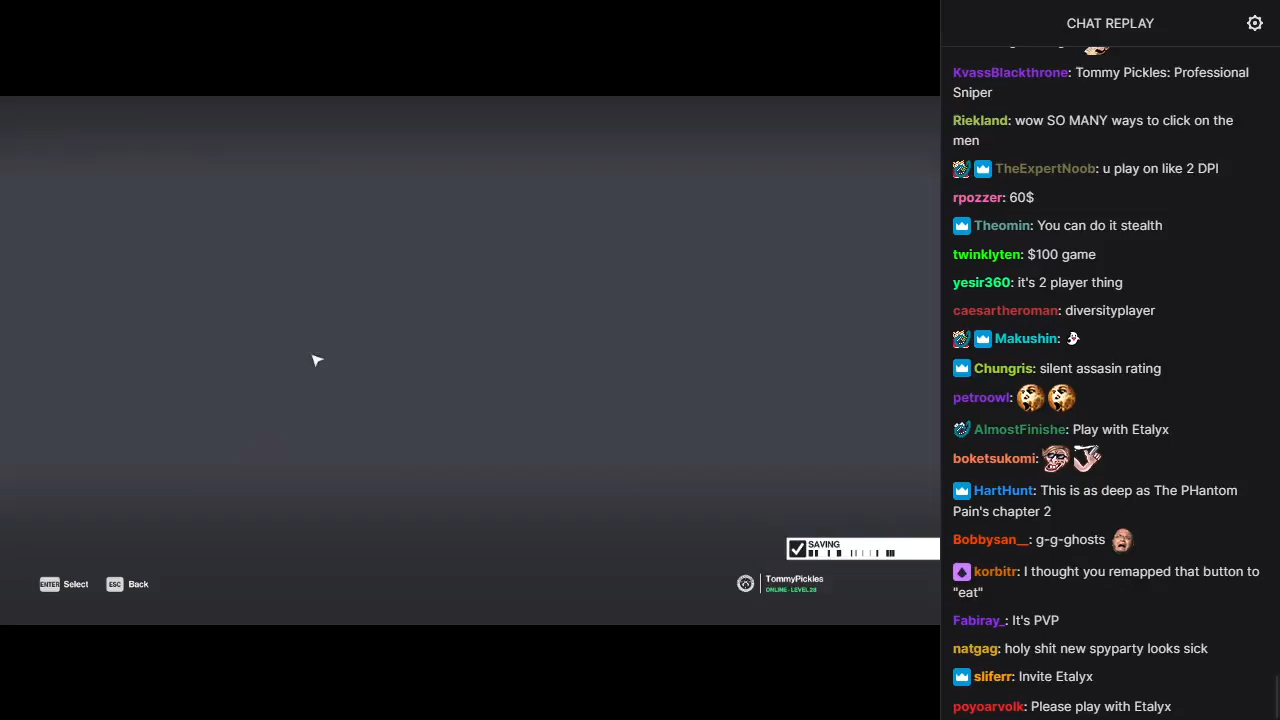 CHAT REPLAY
KvassBlackthrone: Tommy Pickles: Professional
Sniper
Riekland: wow SO MANY ways to click on the
men
TheExpertNoob: u play on like 2 DPI
rpozzer: 60$
Theomin: You can do it stealth
twinklyten: $100 game
yesir360: it's 2 player thing
caesartheroman: diversityplayer
Makushin:
Chungris: silent assasin rating
petroowl:
AlmostFinishe: Play with Etalyx
boketsukomi:
HartHunt: This is as deep as The PHantom
Pain's chapter 2
Bobbysan__: g-g-ghosts
korbitr: I thought you remapped that button to
"eat"
Fabiray_: It's PVP
natgag: holy shit new spyparty looks sick
sliferr: Invite Etalyx
poyoarvolk: Please play with Etalyx
SAVING
ENTER Select
ESC Back
TommyPickles
ONLINE - LEVEL 28